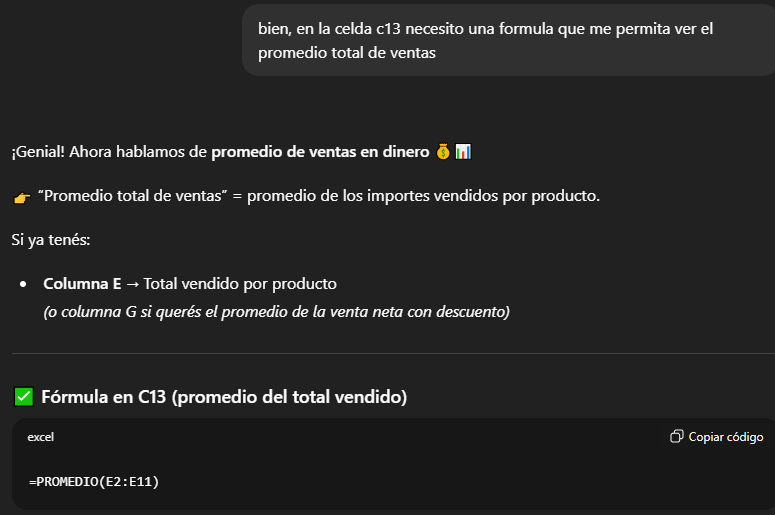 bien, en la celda c13 necesito una formula que me permita ver el
promedio total de ventas
¡Genial! Ahora hablamos de promedio de ventas en dinero 💰📊
👉 “Promedio total de ventas” = promedio de los importes vendidos por producto.
Si ya tenés:
• Columna E → Total vendido por producto
(o columna G si querés el promedio de la venta neta con descuento)
✅ Fórmula en C13 (promedio del total vendido)
excel Copiar código
=PROMEDIO(E2:E11)